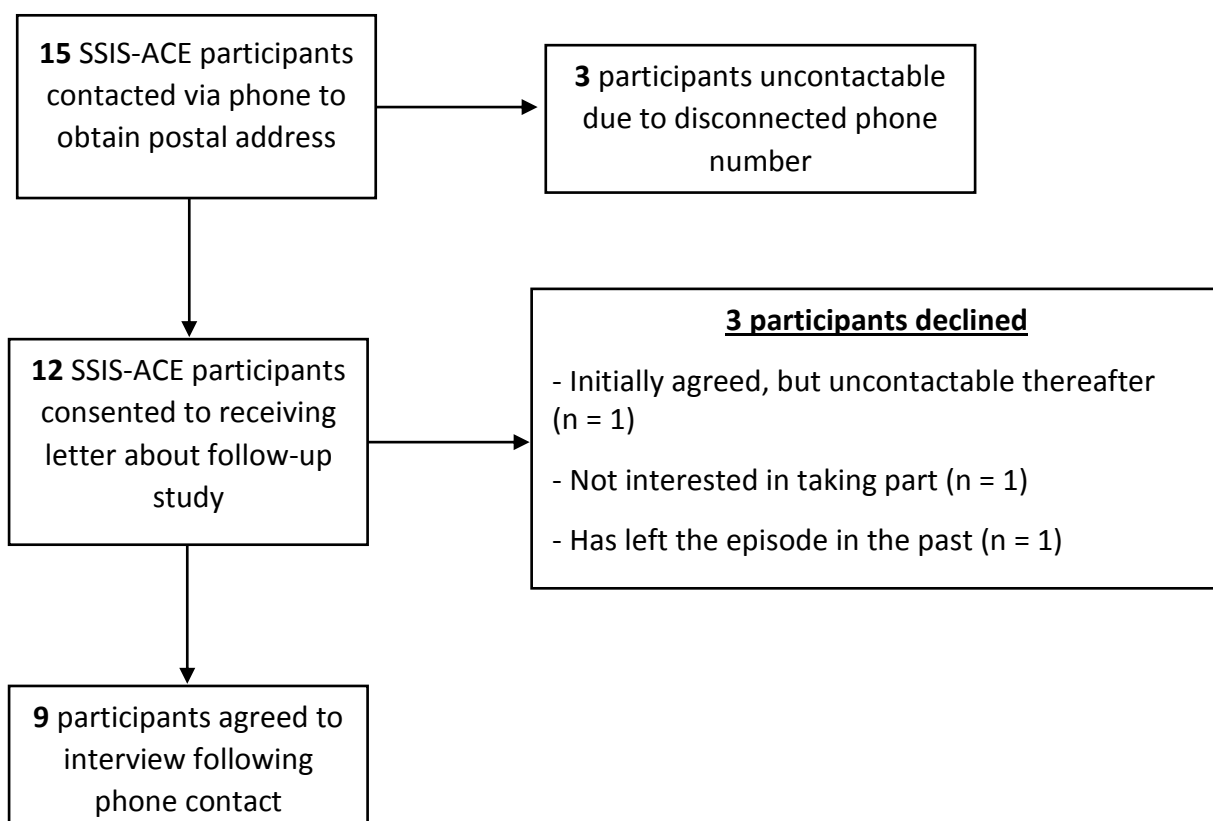 15 SSIS-ACE participants
contacted via phone to
obtain postal address
3 participants uncontactable
due to disconnected phone
number
12 SSIS-ACE participants
consented to receiving
letter about follow-up
study
3 participants declined
- Initially agreed, but uncontactable thereafter
(n = 1)
- Not interested in taking part (n = 1)
- Has left the episode in the past (n = 1)
9 participants agreed to
interview following
phone contact